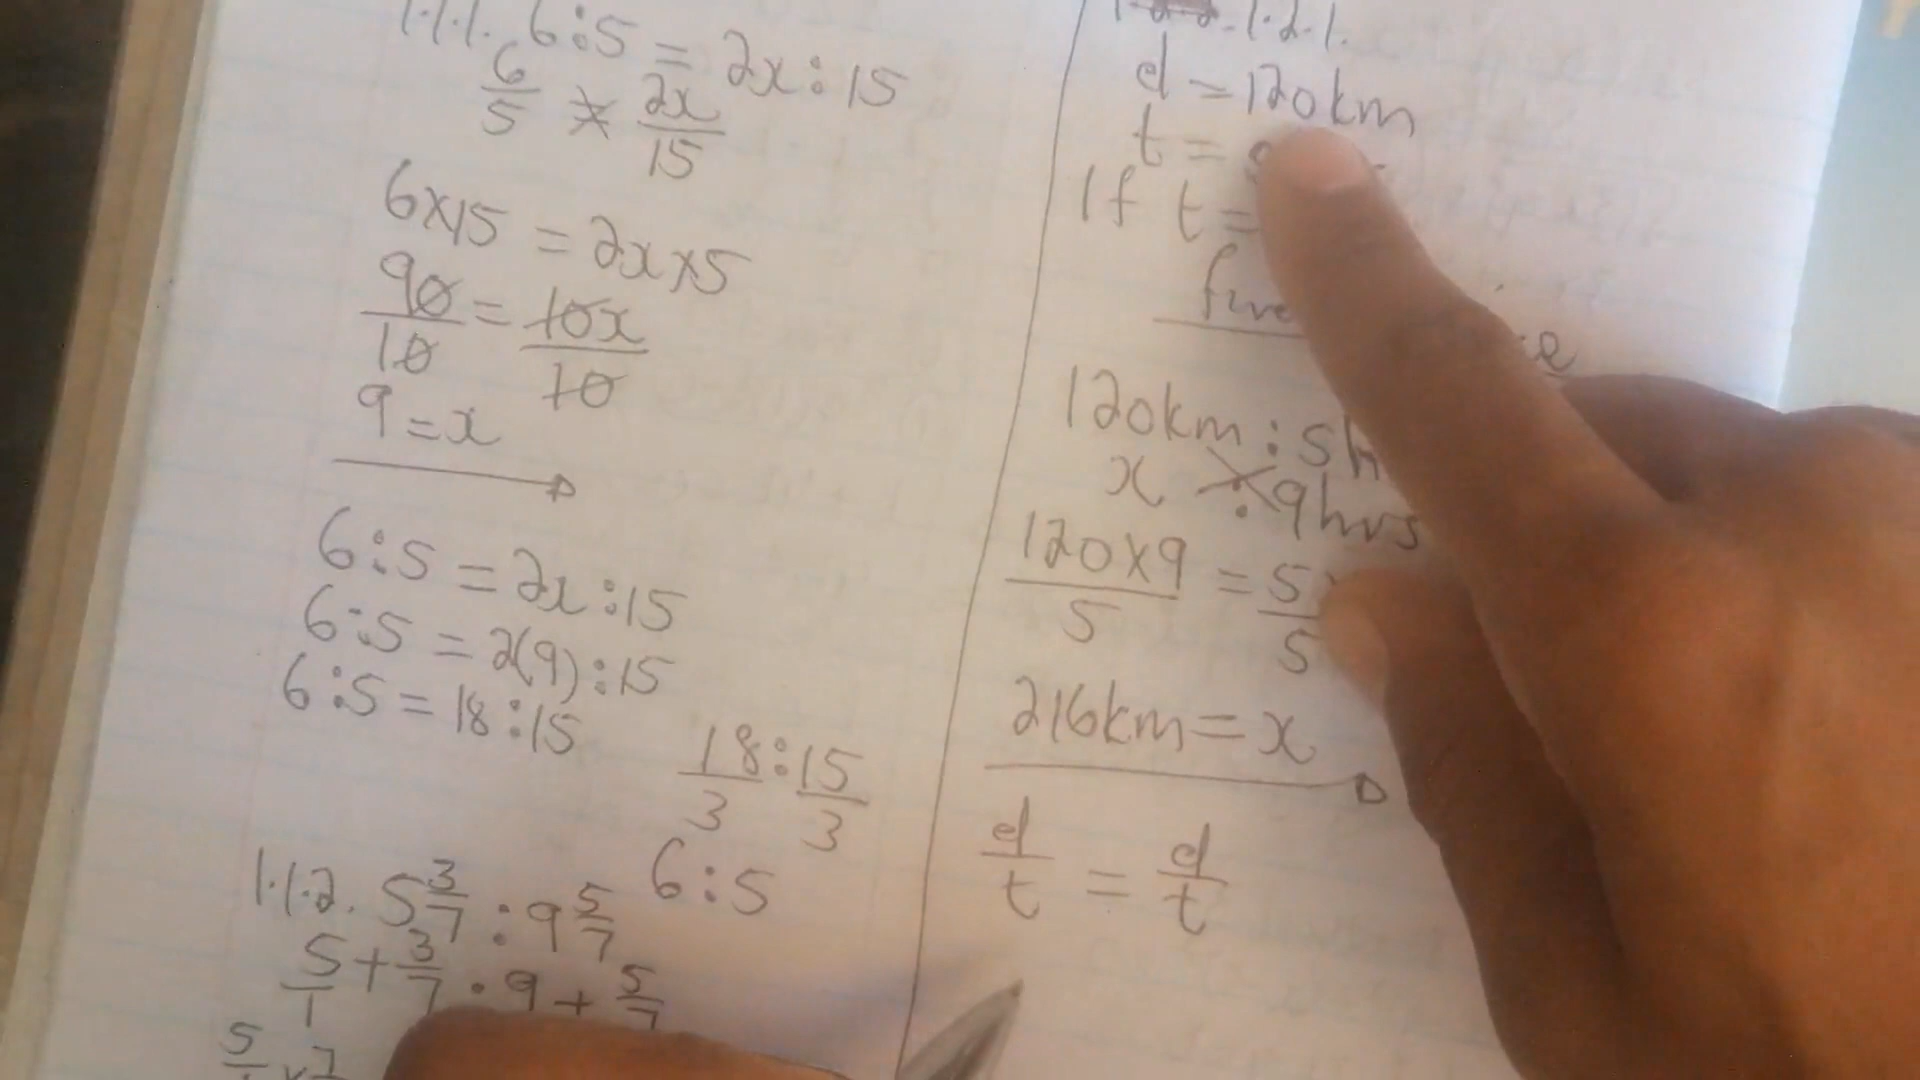 1.1.1. 6:5 = 2x:15
6/5 = 2x/15
6x15 = 2x x 5
90/10 = 10x/10
9 = x
6:5 = 2x:15
6:5 = 2(9):15
6:5 = 18:15
18/3 : 15/3
6:5
1.1.2. 5 3/7 : 9 5/7
5/1 + 3/7 : 9 + 5/7
1.2.1.
d = 120km
t =
If t =
120km : 5h
x : 9hrs
120x9/5 = 5/5
216km = x
d/t = d/t